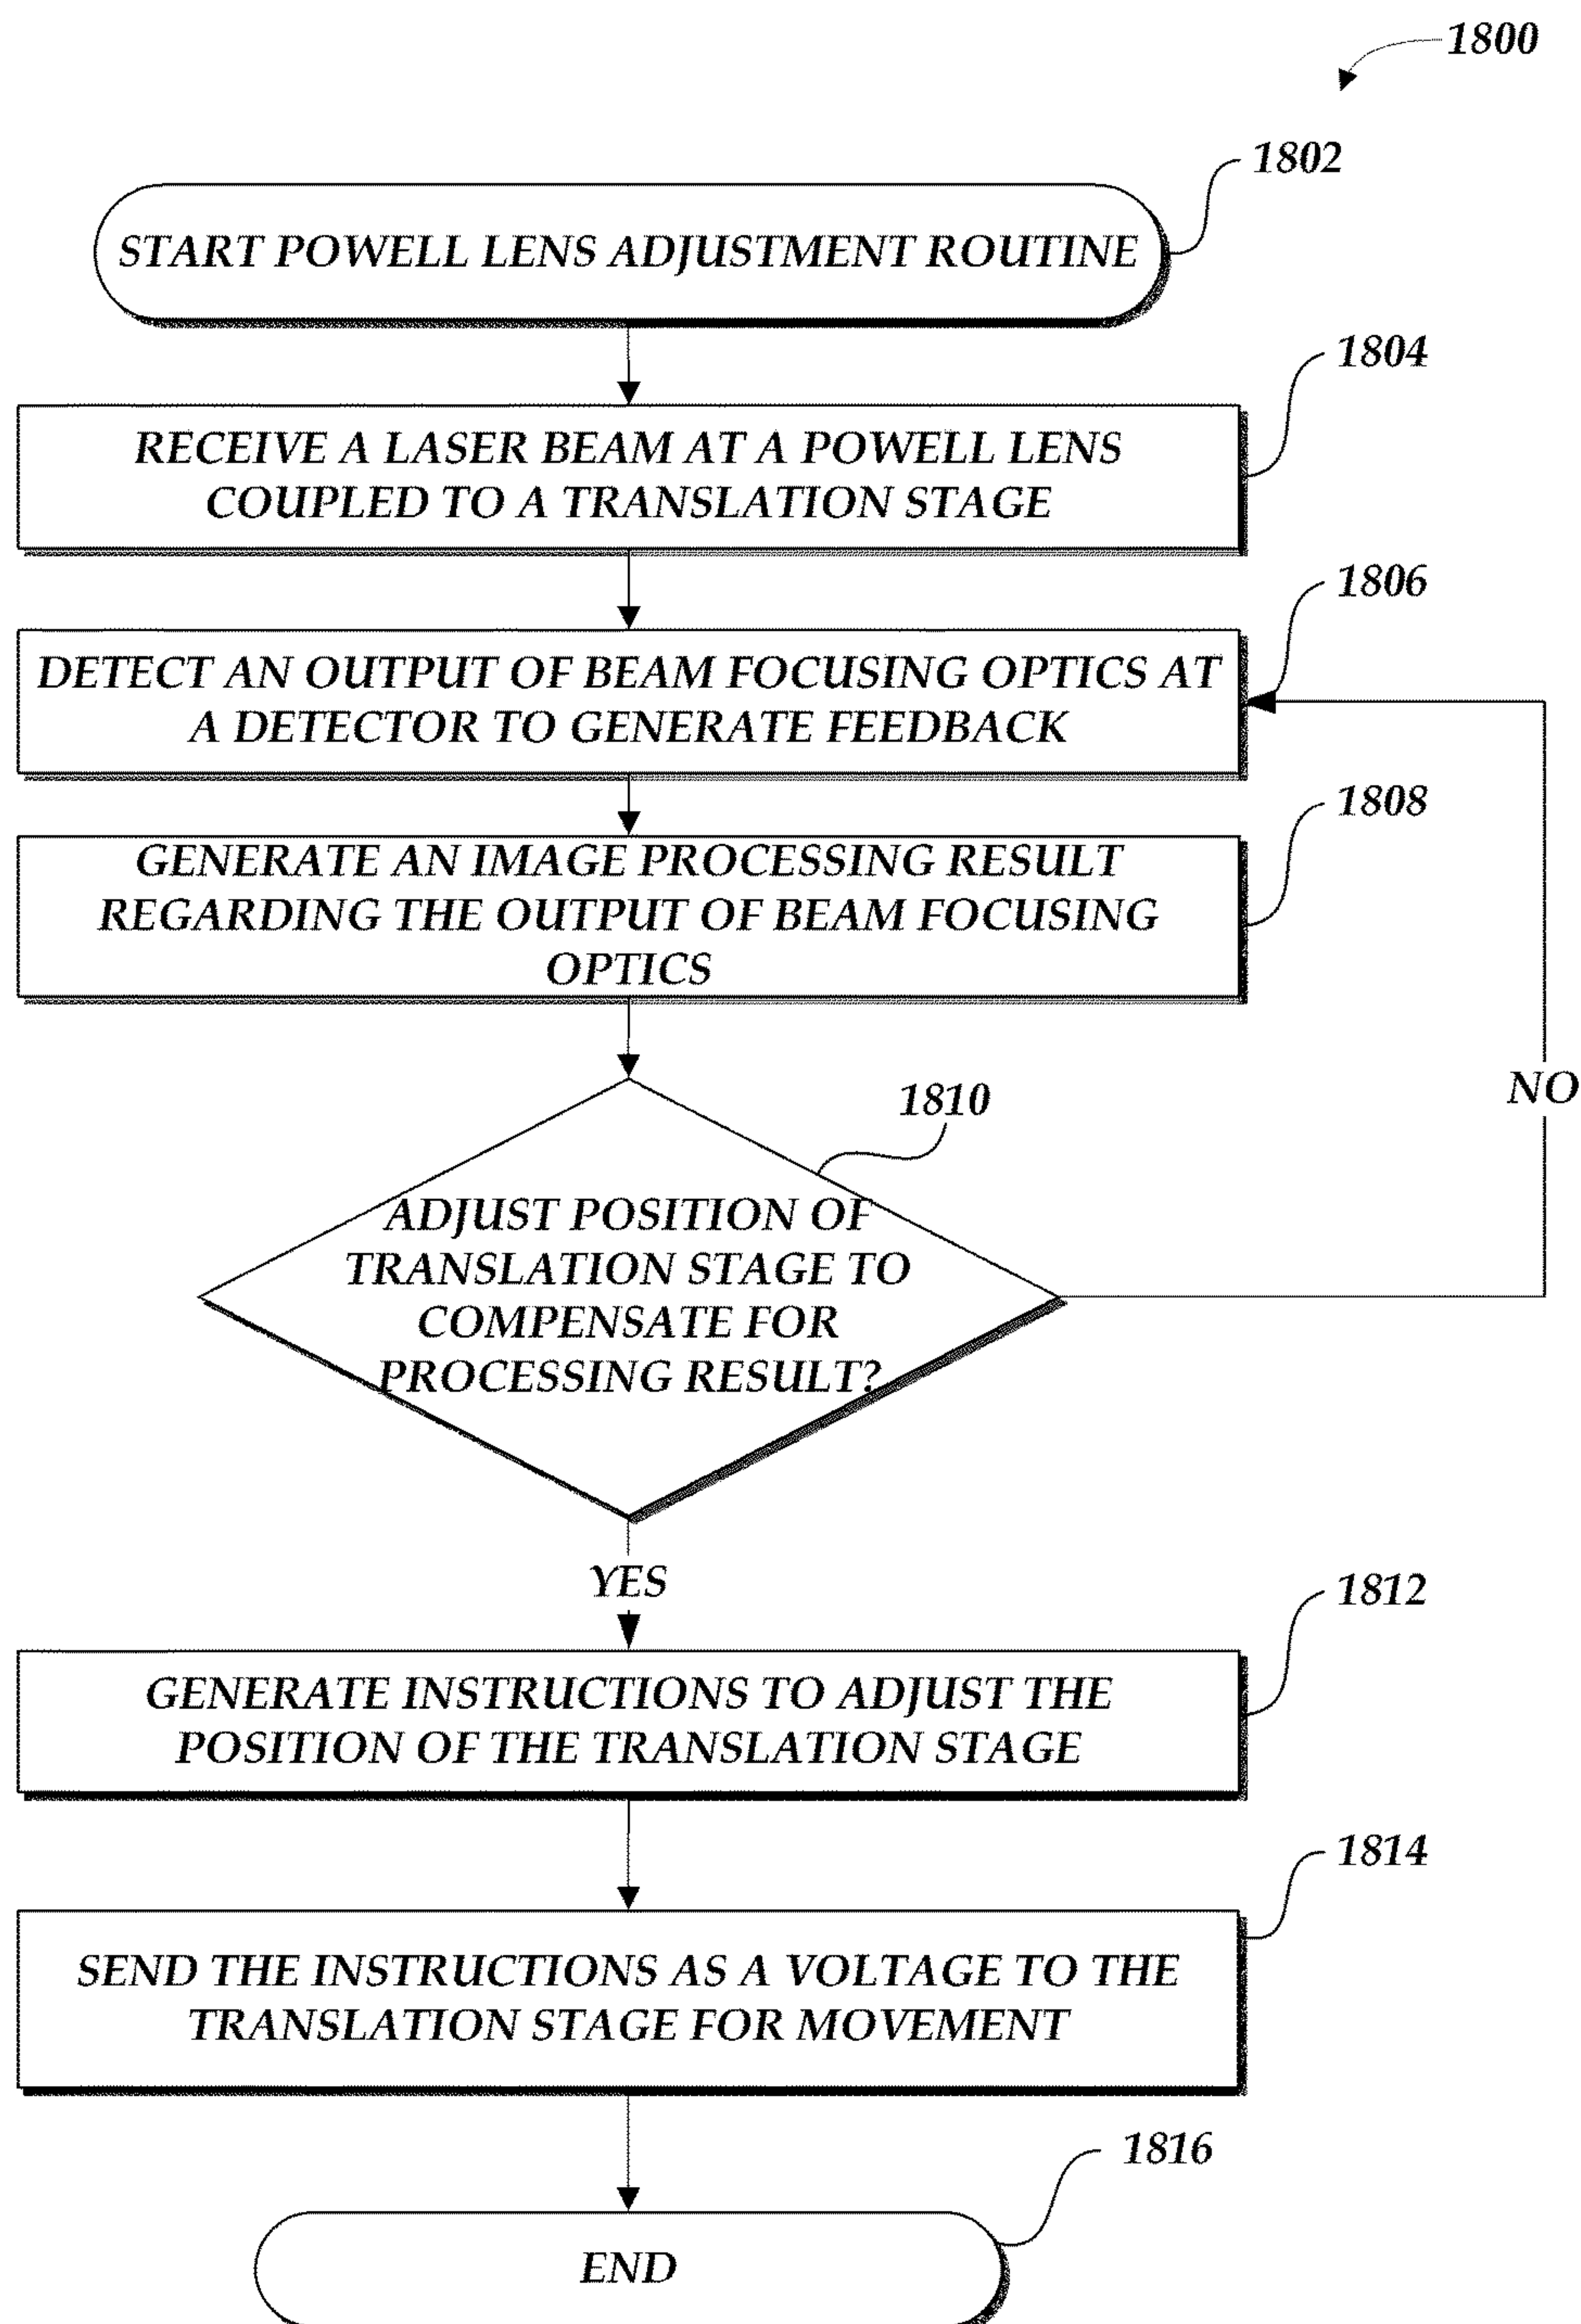 1800
1802
START POWELL LENS ADJUSTMENT ROUTINE
1804
RECEIVE A LASER BEAM AT A POWELL LENS
COUPLED TO A TRANSLATION STAGE
1806
DETECT AN OUTPUT OF BEAM FOCUSING OPTICS AT
A DETECTOR TO GENERATE FEEDBACK
1808
GENERATE AN IMAGE PROCESSING RESULT
REGARDING THE OUTPUT OF BEAM FOCUSING
OPTICS
1810
NO
ADJUST POSITION OF
TRANSLATION STAGE TO
COMPENSATE FOR
PROCESSING RESULT?
YES
1812
GENERATE INSTRUCTIONS TO ADJUST THE
POSITION OF THE TRANSLATION STAGE
1814
SEND THE INSTRUCTIONS AS A VOLTAGE TO THE
TRANSLATION STAGE FOR MOVEMENT
1816
END